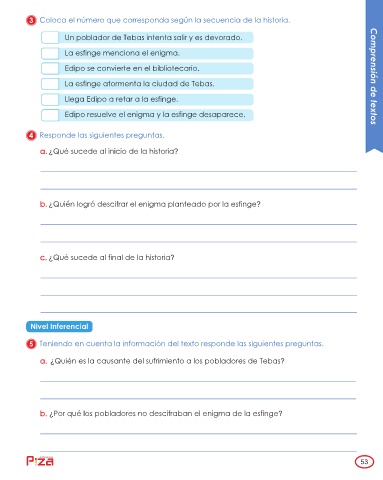 3 Coloca el número que corresponda según la secuencia de la historia.
Un poblador de Tebas intenta salir y es devorado.
La esfinge menciona el enigma.
Edipo se convierte en el bibliotecario.
La esfinge atormenta la ciudad de Tebas.
Llega Edipo a retar a la esfinge.
Edipo resuelve el enigma y la esfinge desaparece.
Comprensión de textos
4 Responde las siguientes preguntas.
a. ¿Qué sucede al inicio de la historia?
b. ¿Quién logró descifrar el enigma planteado por la esfinge?
c. ¿Qué sucede al final de la historia?
Nivel Inferencial
5 Teniendo en cuenta la información del texto responde las siguientes preguntas.
a. ¿Quién es la causante del sufrimiento a los pobladores de Tebas?
b. ¿Por qué los pobladores no descifraban el enigma de la esfinge?
53